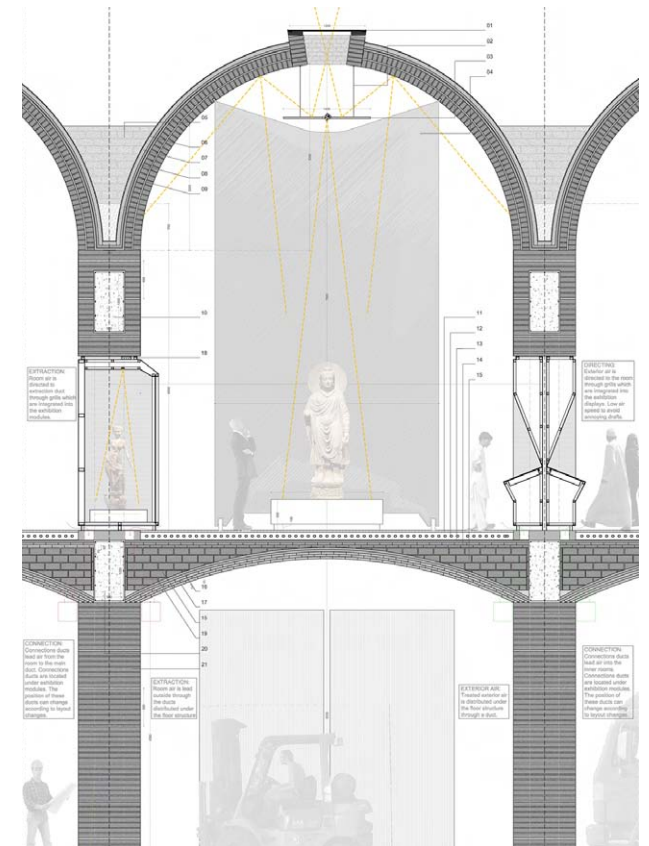 01
02
03
04
05
06
07
08
09
10
18
11
12
13
14
15
EXTRACTION:
Room air is
directed to
extraction duct
through grills which
are integrated into
the exhibition
modules.
DIRECTING
Exterior air is
directed to the room
through grills which
are integrated into
the exhibition
displays. Low air
speed to avoid
annoying drafts.
16
17
18
19
20
21
CONNECTION:
Connections ducts
lead air from the
room to the main
duct. Connections
ducts are located
under exhibition
modules. The
position of these
ducts can change
according to layout
changes.
EXTRACTION:
Room air is lead
outside through
the ducts
distributed under
the floor structure.
EXTERIOR AIR:
Treated exterior air
is distributed under
the floor structure
through a duct.
CONNECTION:
Connections ducts
lead air into the
inner rooms.
Connections ducts
are located under
exhibition modules.
The position of
these ducts can
change according
to layout changes.